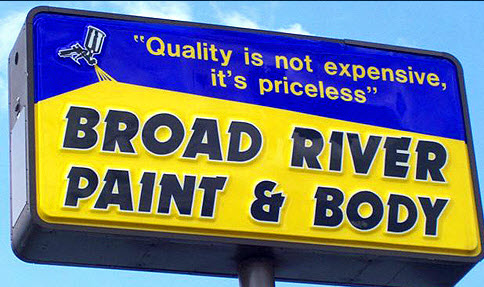 "Quality is not expensive,
it's priceless"
BROAD RIVER
PAINT & BODY